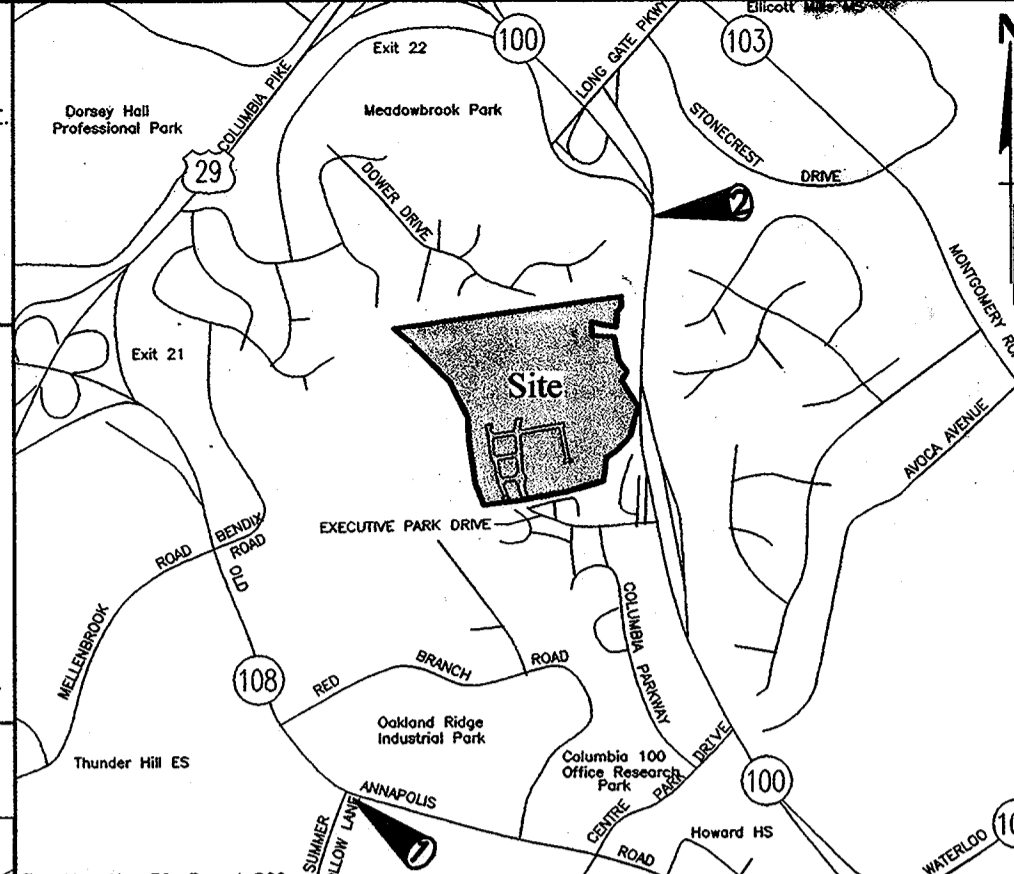 Ellicott Mills MS
N
100
103
Exit 22
LONG GATE PKWY
COLUMBIA PIKE
Dorsey Hall
Professional Park
Meadowbrook Park
STONECREST
DRIVE
29
DOWER DRIVE
2
MONTGOMERY
Exit 21
Site
AVOCA AVENUE
EXECUTIVE PARK DRIVE
BENDIX
ROAD
ROAD
OLD
MELLENBROOK
COLUMBIA PARKWAY
108
RED
BRANCH
ROAD
Oakland Ridge
Industrial Park
DRIVE
Thunder Hill ES
Columbia 100
Office Research
Park
PARK
CENTRE
100
ANNAPOLIS
1
SUMMER
LLOW LANE
Howard HS
ROAD
WATERLOO
10